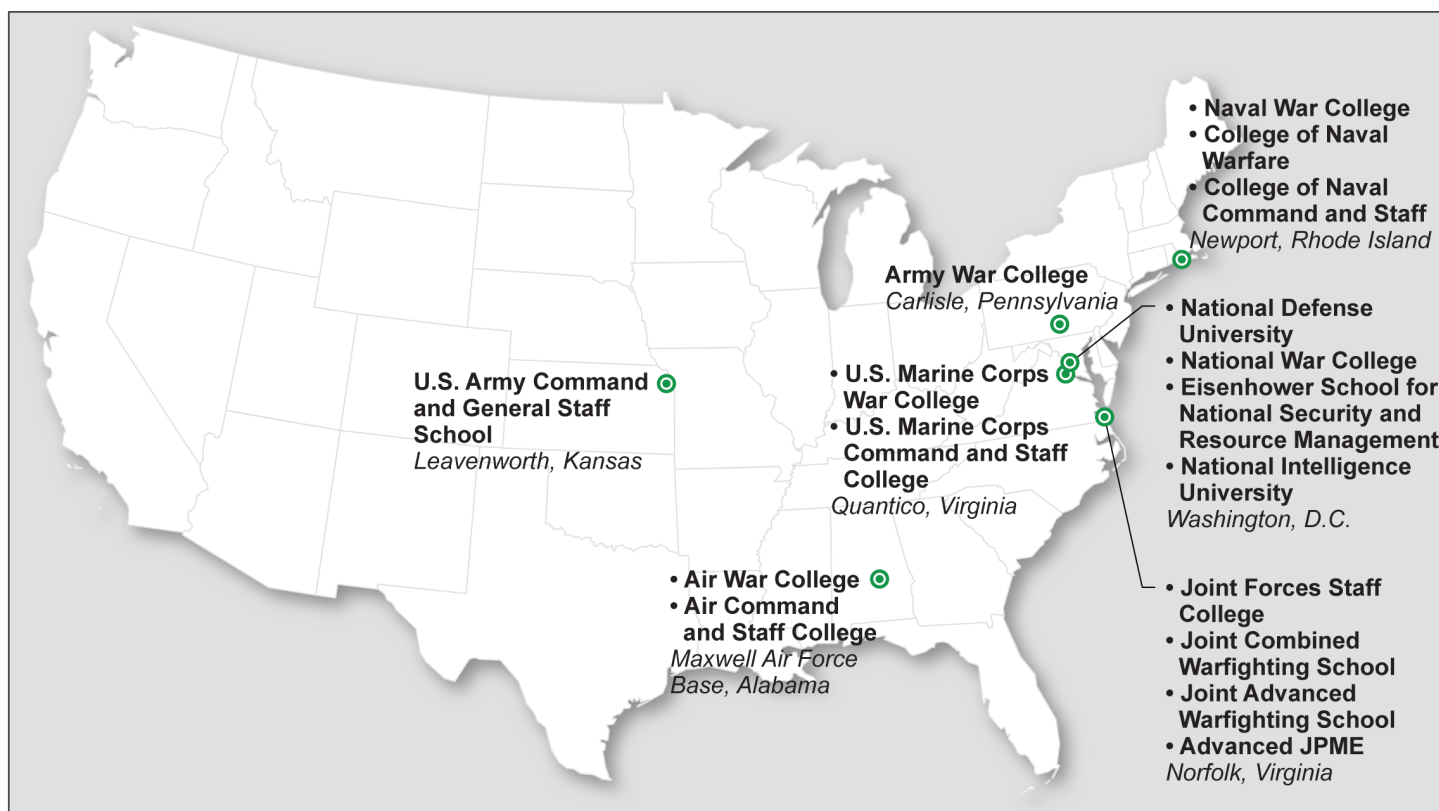 • Naval War College
• College of Naval
Warfare
• College of Naval
Command and Staff
Newport, Rhode Island
Army War College
Carlisle, Pennsylvania
• National Defense
University
• National War College
• Eisenhower School for
National Security and
Resource Management
• National Intelligence
University
Washington, D.C.
U.S. Army Command
and General Staff
School
Leavenworth, Kansas
• U.S. Marine Corps
War College
• U.S. Marine Corps
Command and Staff
College
Quantico, Virginia
• Air War College
• Air Command
and Staff College
Maxwell Air Force
Base, Alabama
• Joint Forces Staff
College
• Joint Combined
Warfighting School
• Joint Advanced
Warfighting School
• Advanced JPME
Norfolk, Virginia